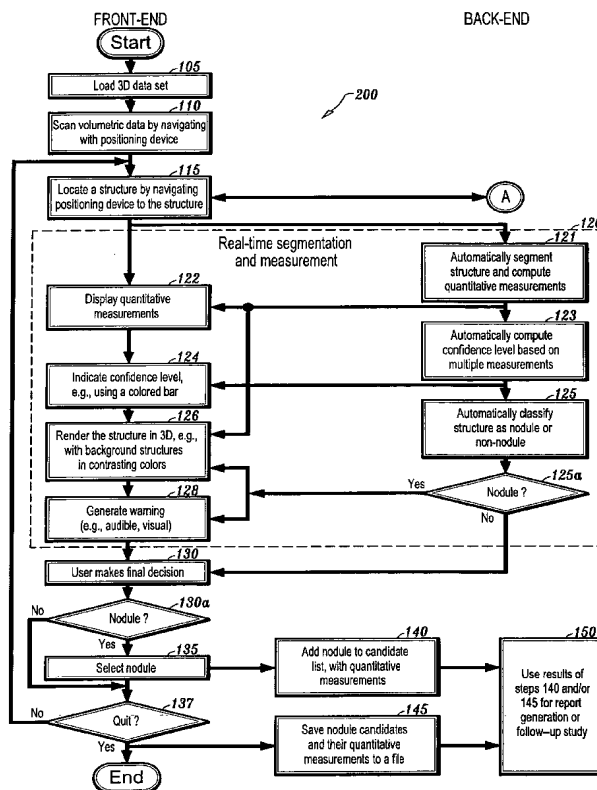 FRONT-END
BACK-END
Start
105
Load 3D data set
200
110
Scan volumetric data by navigating
with positioning device
115
Locate a structure by navigating
positioning device to the structure
A
120
Real-time segmentation
and measurement
121
Automatically segment
structure and compute
quantitative measurements
122
Display quantitative
measurements
123
Automatically compute
confidence level based on
multiple measurements
124
Indicate confidence level,
e.g., using a colored bar
125
Automatically classify
structure as nodule or
non-nodule
126
Render the structure in 3D, e.g.,
with background structures
in contrasting colors
125a
Nodule ?
Yes
No
128
Generate warning
(e.g., audible, visual)
130
User makes final decision
130a
Nodule ?
No
Yes
135
Select nodule
140
Add nodule to candidate
list, with quantitative
measurements
150
Use results of
steps 140 and/or
145 for report
generation or
follow-up study
137
Quit ?
No
Yes
145
Save nodule candidates
and their quantitative
measurements to a file
End